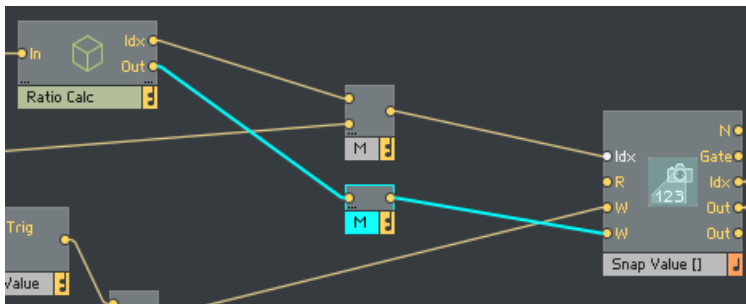 Idx
In
Out
...
...
Ratio Calc
...
M
N
Idx
Gate
R
Idx
123
...
W
Out
M
Trig
W
Out
Snap Value []
Value